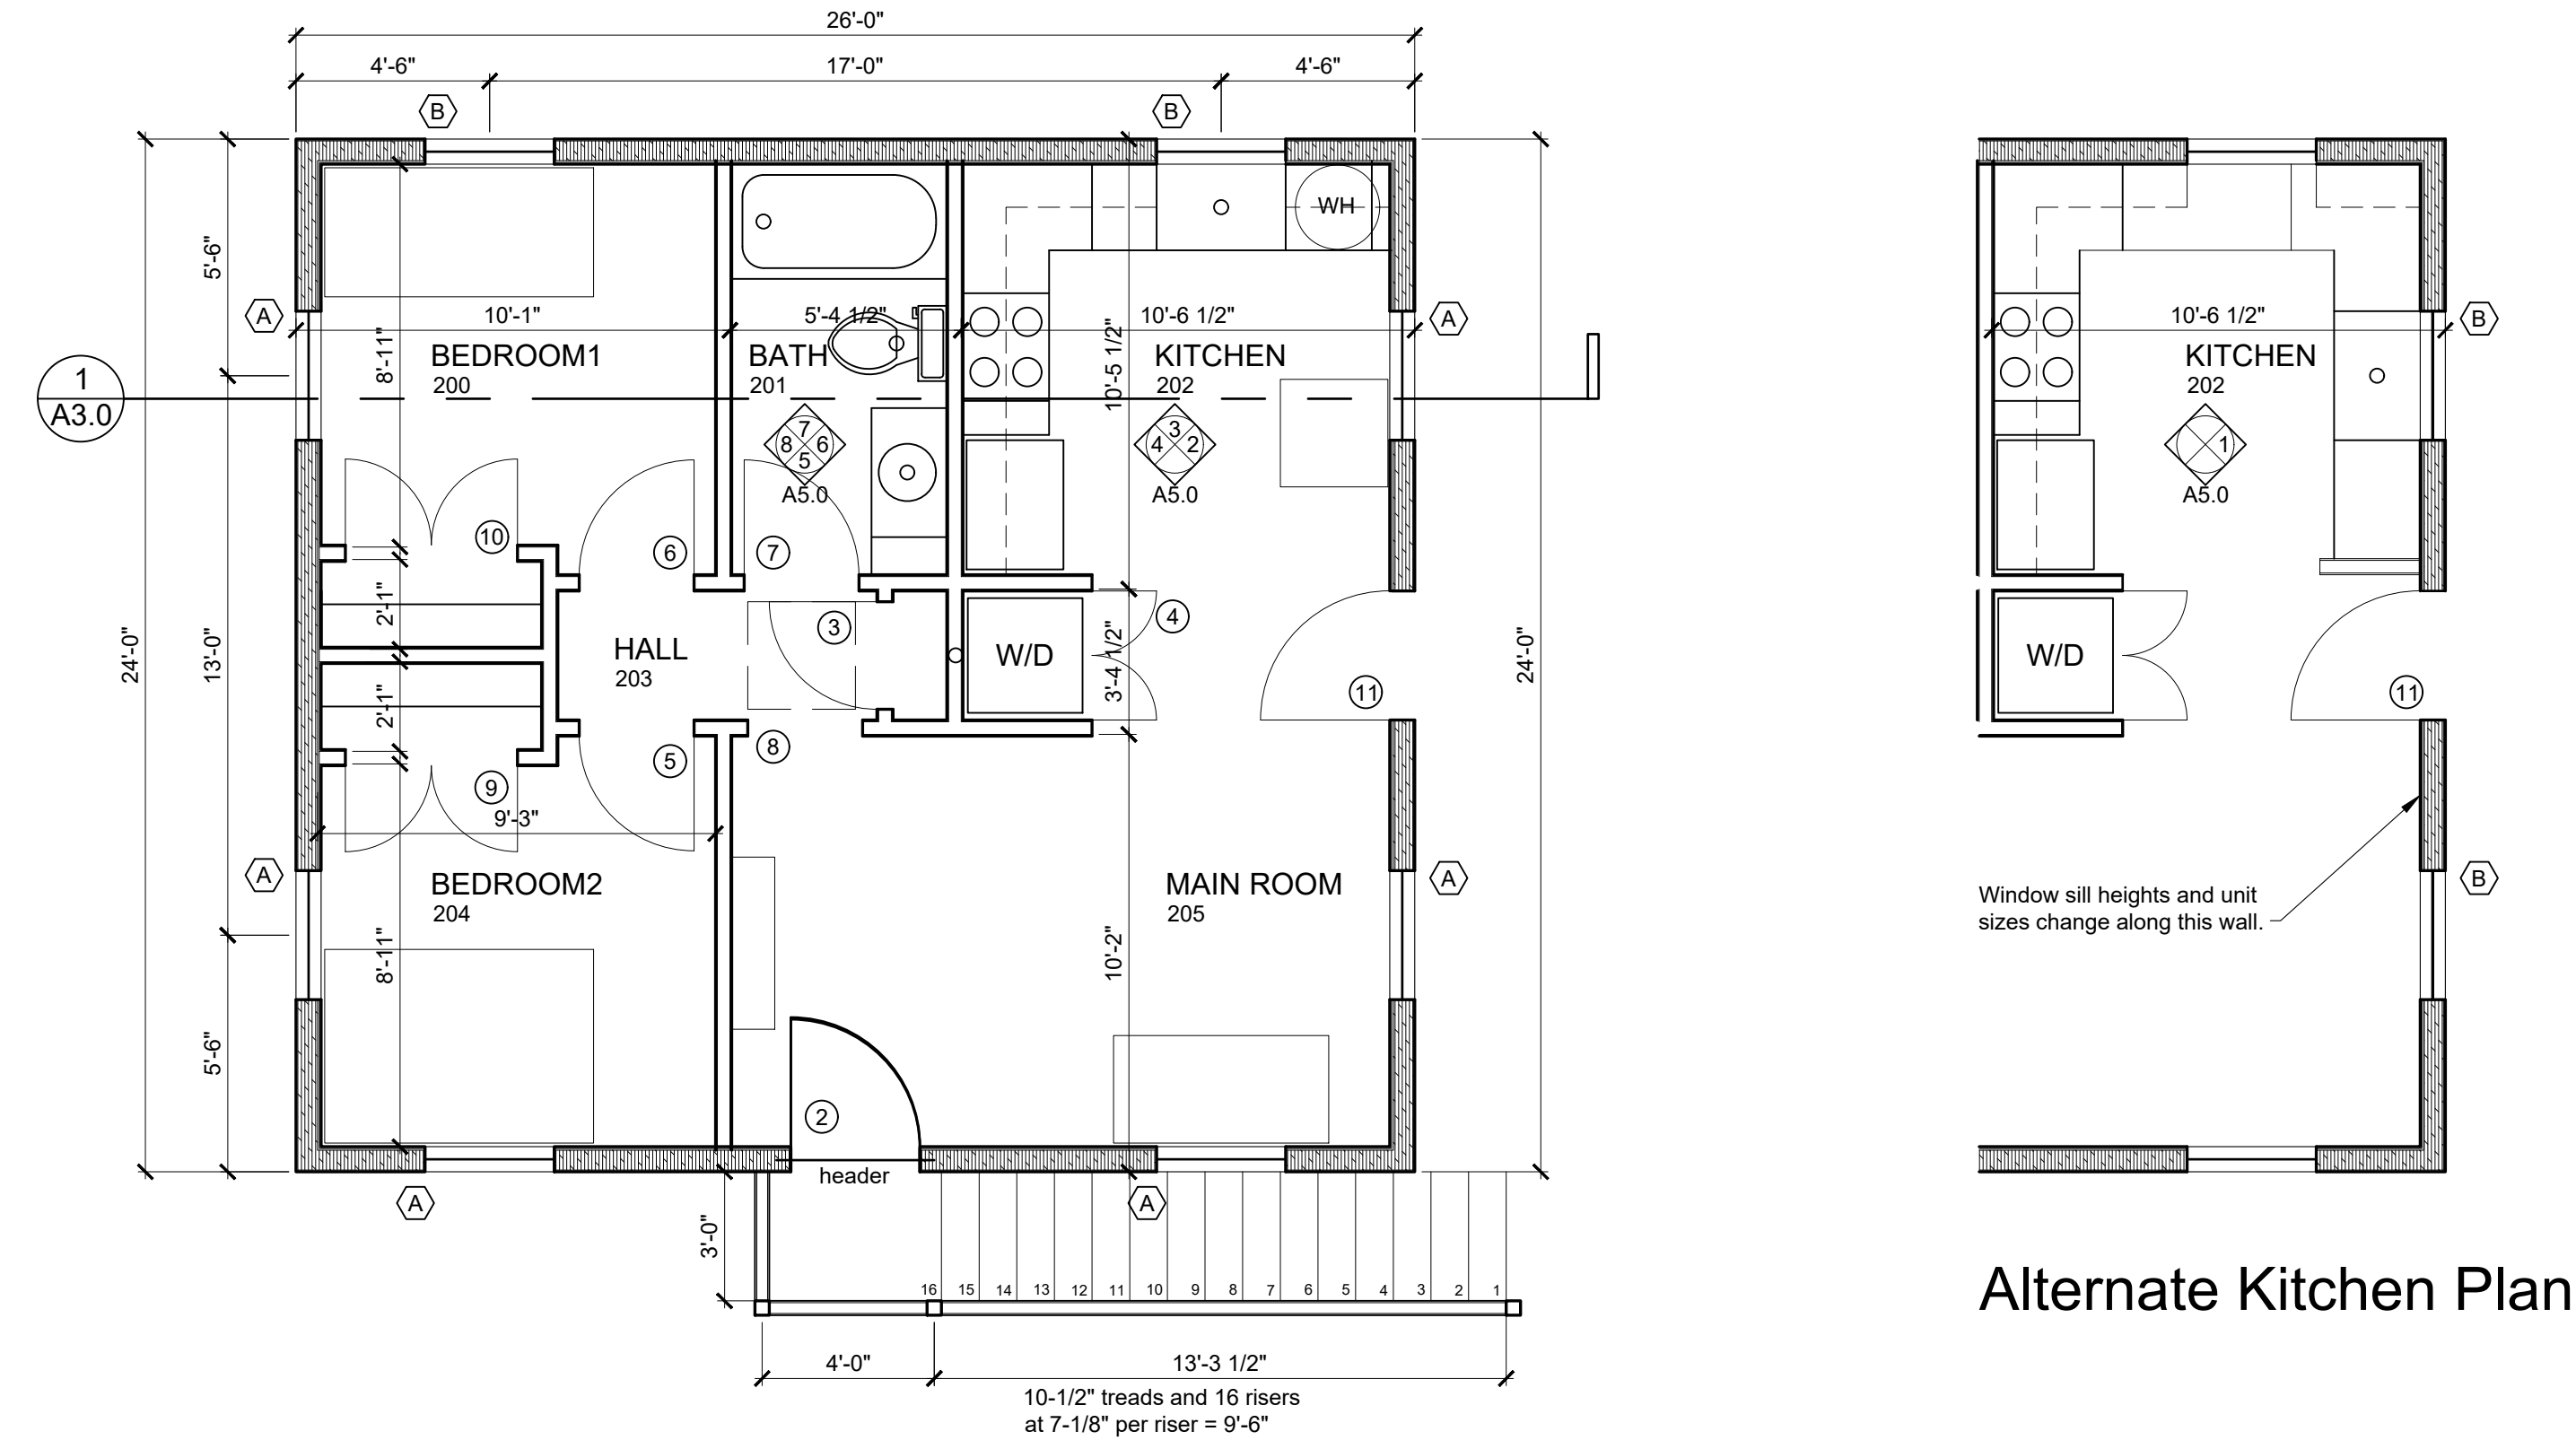 26'-0"
4'-6"
17'-0"
4'-6"
B
B
24'-0"
5'-6"
13'-0"
5'-6"
A
10'-1"
5'-4 1/2"
10'-6 1/2"
A
WH
8'-11"
BEDROOM1
200
BATH
201
10'-5 1/2"
KITCHEN
202
1
A3.0
7
8
6
5
A5.0
3
4
2
A5.0
10
6
7
2'-1"
2'-1"
HALL
203
3
W/D
4
3'-4 1/2"
11
24'-0"
9
5
8
9'-3"
A
BEDROOM2
204
8'-11"
MAIN ROOM
205
A
10'-2"
2
header
A
A
3'-0"
16 15 14 13 12 11 10 9 8 7 6 5 4 3 2 1
4'-0"
13'-3 1/2"
10-1/2" treads and 16 risers
at 7-1/8" per riser = 9'-6"
10'-6 1/2"
B
KITCHEN
202
1
A5.0
W/D
11
B
Window sill heights and unit
sizes change along this wall.
Alternate Kitchen Plan